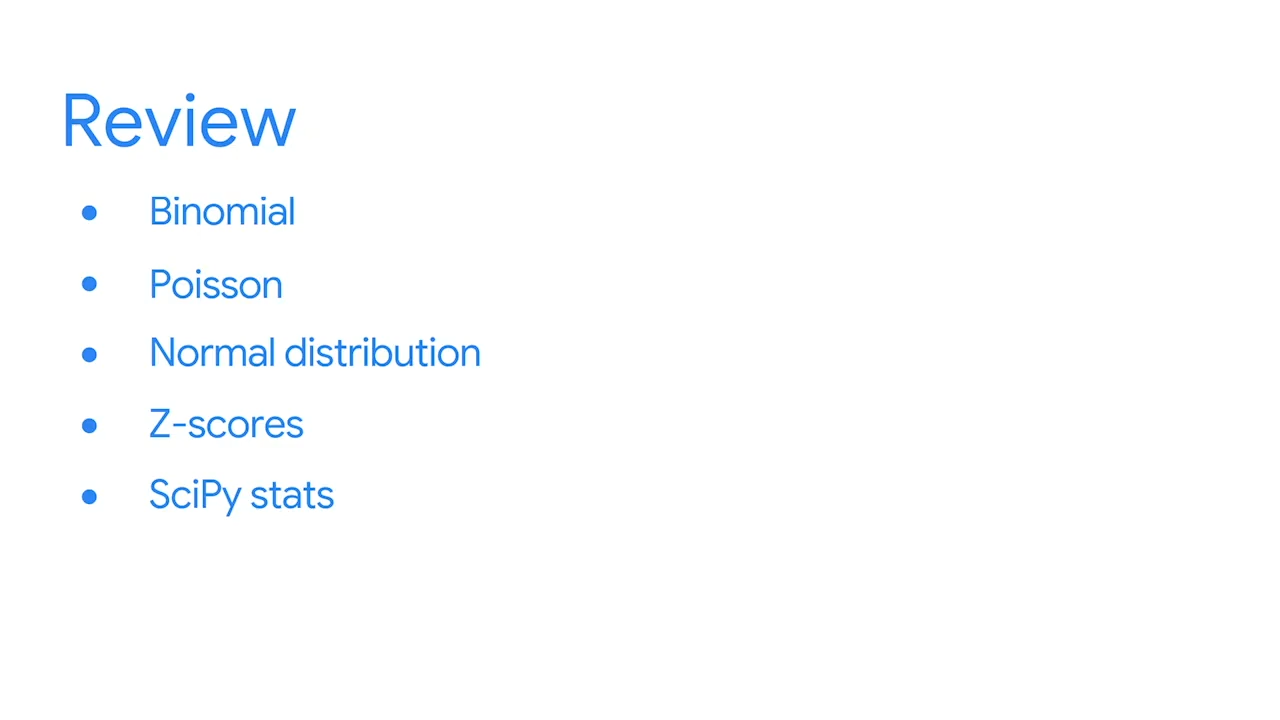 Review
• Binomial
• Poisson
• Normal distribution
• Z-scores
• SciPy stats